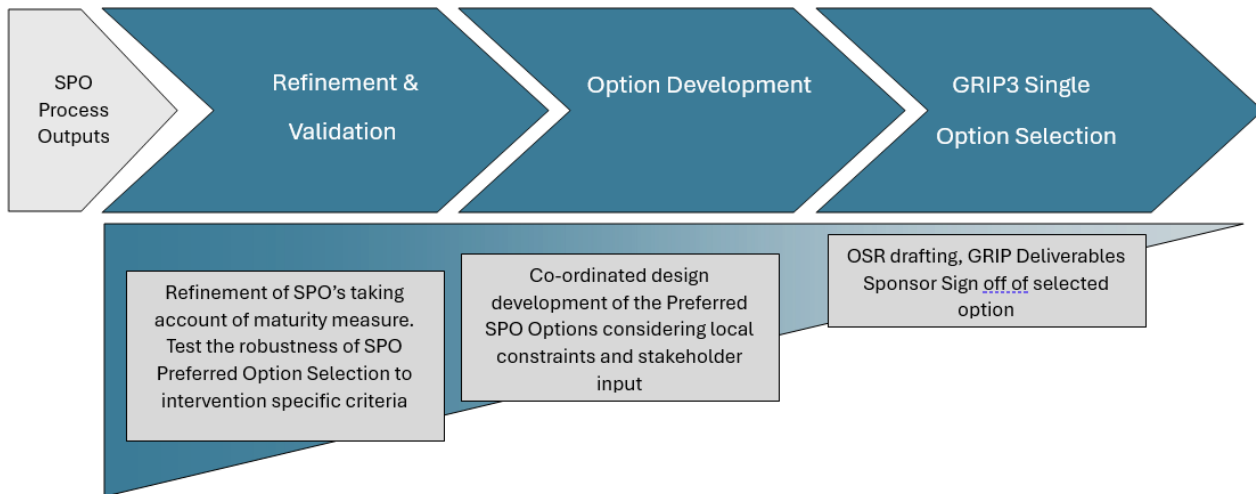 SPO
Process
Outputs
Refinement &
Validation
Option Development
GRIP3 Single
Option Selection
Refinement of SPO's taking
account of maturity measure.
Test the robustness of SPO
Preferred Option Selection to
intervention specific criteria
Co-ordinated design
development of the Preferred
SPO Options considering local
constraints and stakeholder
input
OSR drafting, GRIP Deliverables
Sponsor Sign off of selected
option